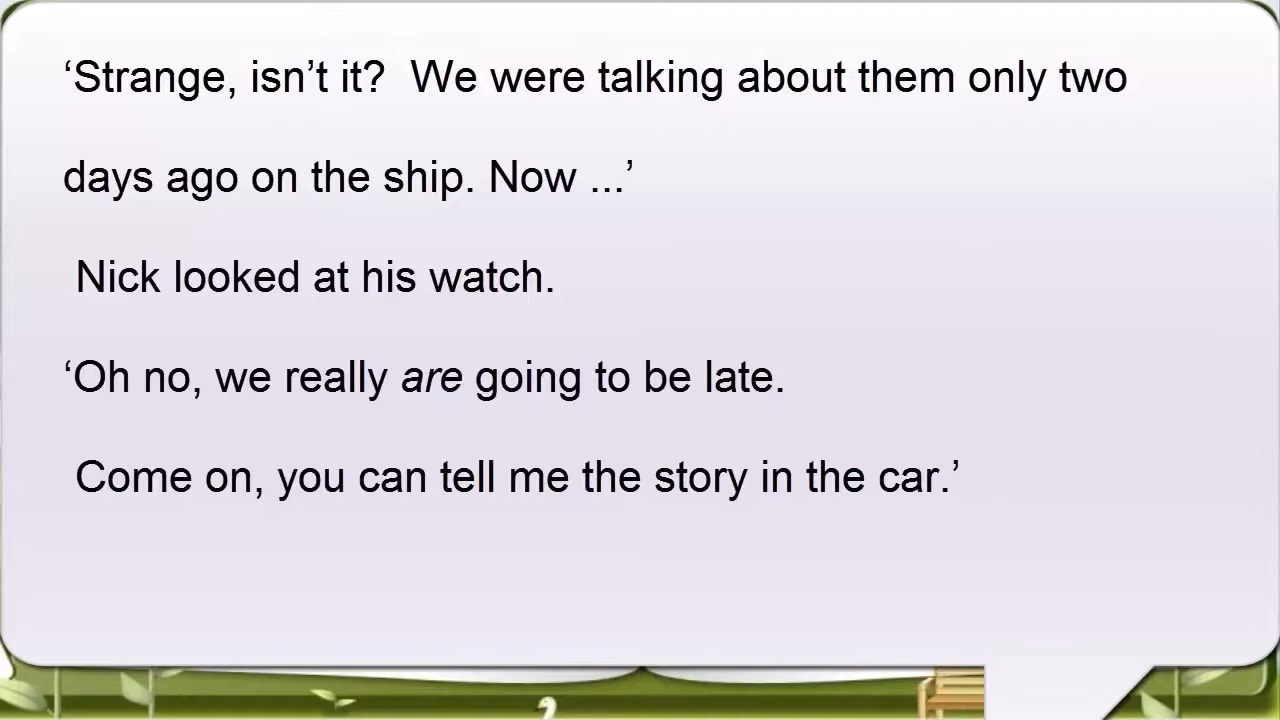 ‘Strange, isn’t it?  We were talking about them only two
days ago on the ship. Now ...’
Nick looked at his watch.
‘Oh no, we really are going to be late.
Come on, you can tell me the story in the car.’